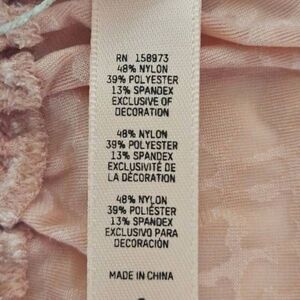 RN 158973
48% NYLON
39% POLYESTER
13% SPANDEX
EXCLUSIVE OF
DECORATION
48% NYLON
39% POLYESTER
13% SPANDEX
EXCLUSIVITÉ DE
LA DÉCORATION
48% NYLON
39% POLIÉSTER
13% SPANDEX
EXCLUSIVO PARA
DECORACIÓN
MADE IN CHINA